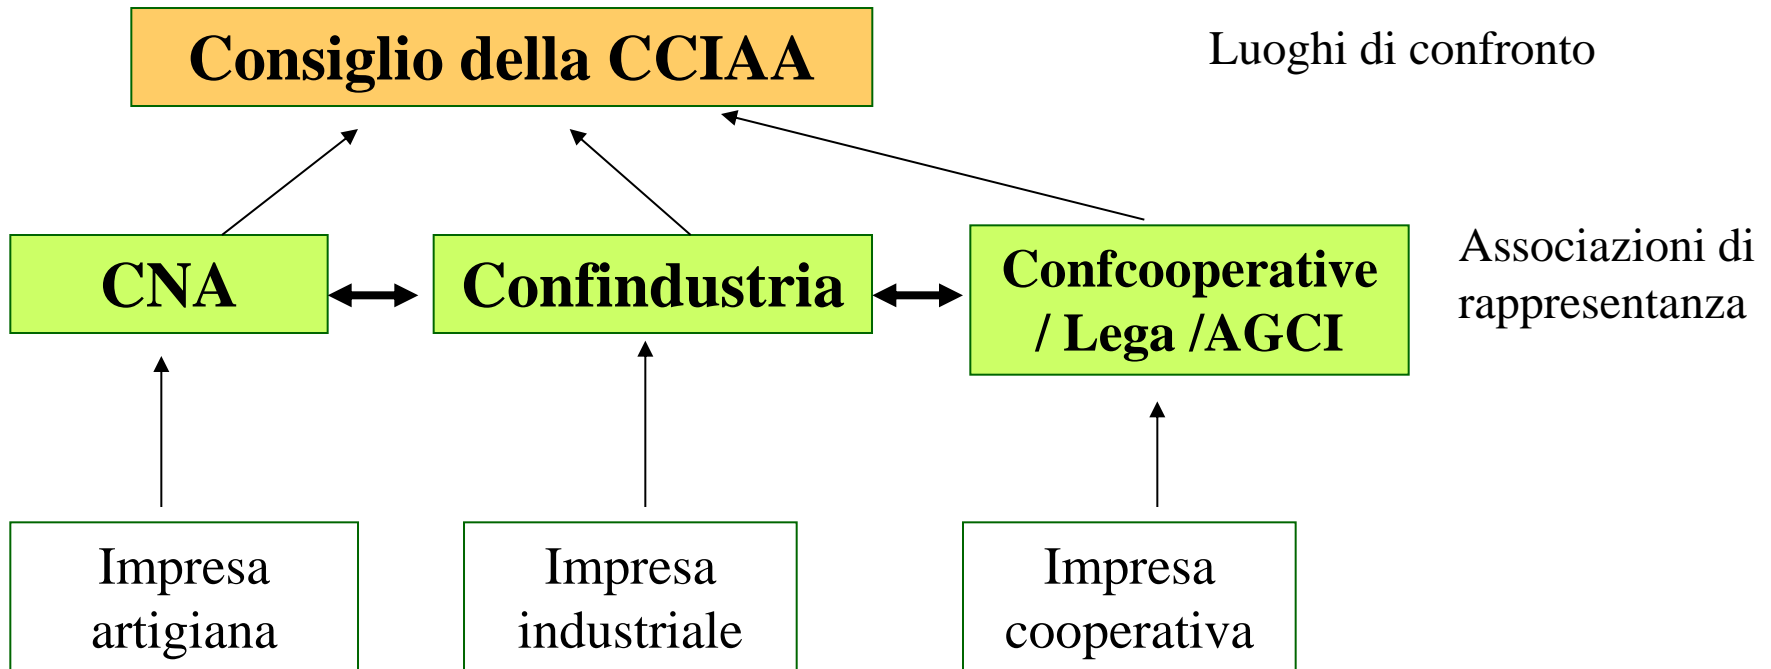 Consiglio della CCIAA
Luoghi di confronto
CNA
Confindustria
Confcooperative
/ Lega /AGCI
Associazioni di
rappresentanza
Impresa
artigiana
Impresa
industriale
Impresa
cooperativa